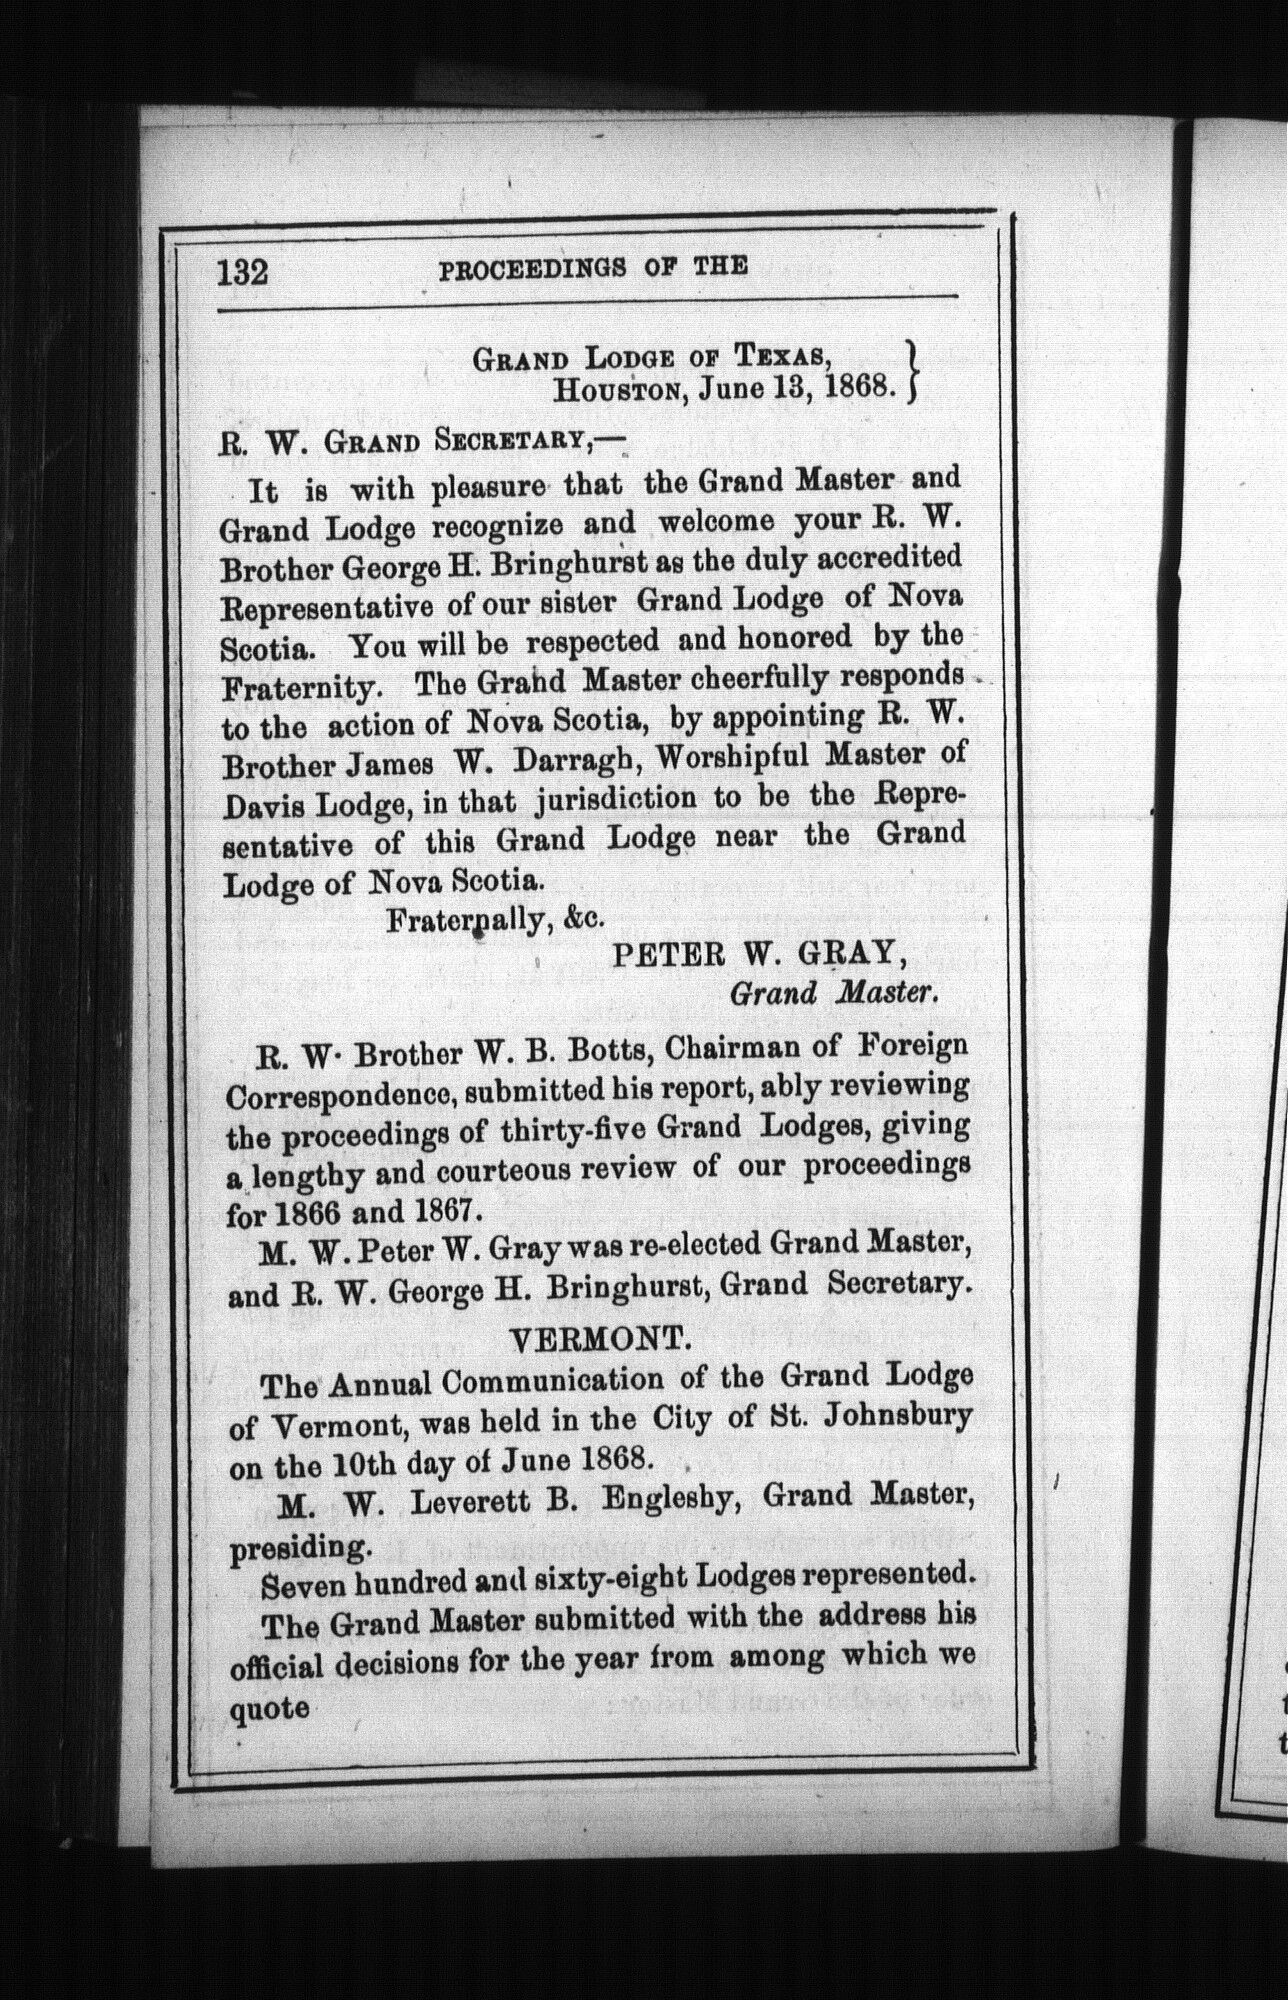 132 PROCEEDINGS OF THE
GRAND LODGE OF TEXAS,
HOUSTON, June 13, 1868. }
R. W. GRAND SECRETARY,—
It is with pleasure that the Grand Master and
Grand Lodge recognize and welcome your R. W.
Brother George H. Bringhurst as the duly accredited
Representative of our sister Grand Lodge of Nova
Scotia. You will be respected and honored by the
Fraternity. The Grand Master cheerfully responds
to the action of Nova Scotia, by appointing R. W.
Brother James W. Darragh, Worshipful Master of
Davis Lodge, in that jurisdiction to be the Repre-
sentative of this Grand Lodge near the Grand
Lodge of Nova Scotia.
Fraternally, &c.
PETER W. GRAY,
Grand Master.
R. W. Brother W. B. Botts, Chairman of Foreign
Correspondence, submitted his report, ably reviewing
the proceedings of thirty-five Grand Lodges, giving
a lengthy and courteous review of our proceedings
for 1866 and 1867.
M. W. Peter W. Gray was re-elected Grand Master,
and R. W. George H. Bringhurst, Grand Secretary.
VERMONT.
The Annual Communication of the Grand Lodge
of Vermont, was held in the City of St. Johnsbury
on the 10th day of June 1868.
M. W. Leverett B. Englesby, Grand Master,
presiding.
Seven hundred and sixty-eight Lodges represented.
The Grand Master submitted with the address his
official decisions for the year from among which we
quote